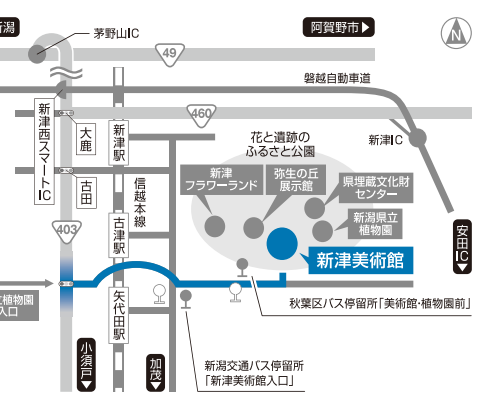 潟
茅野山IC
49
阿賀野市▶
N
磐越自動車道
460
新津西スマートIC
大鹿
新津駅
花と遺跡の
ふるさと公園
新津IC
古田
信越本線
新津
フラワーランド
弥生の丘
展示館
県埋蔵文化財
センター
新潟県立
植物園
403
古津駅
新津美術館
安田IC▼
植物園
入口
矢代田駅
秋葉区バス停留所「美術館・植物園前」
小須戸▼
加茂▼
新潟交通バス停留所
「新津美術館入口」